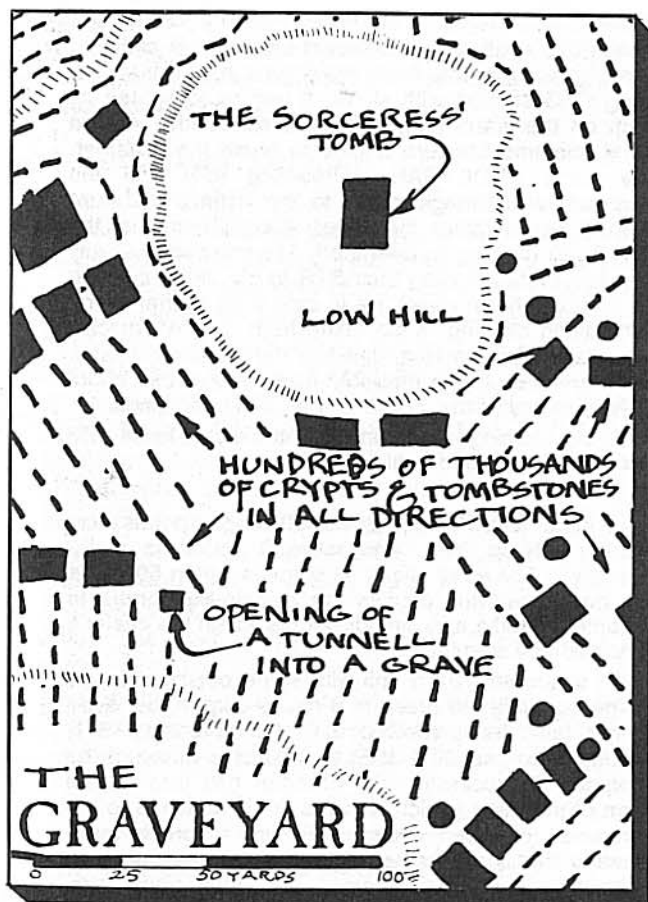 THE SORCERESS'
TOMB
LOW HILL
HUNDREDS OF THOUSANDS
OF CRYPTS & TOMBSTONES
IN ALL DIRECTIONS
OPENING OF
A TUNNELL
INTO A GRAVE
THE
GRAVEYARD
0 25 50 YARDS 100